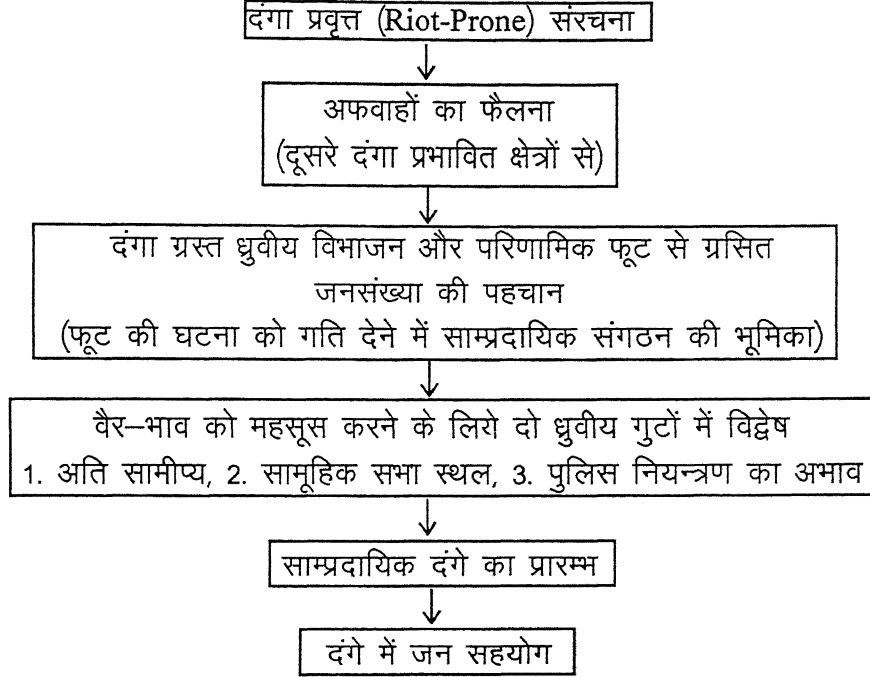 दंगा प्रवृत्त (Riot-Prone) संरचना
अफवाहों का फैलना
(दूसरे दंगा प्रभावित क्षेत्रों से)
दंगा ग्रस्त ध्रुवीय विभाजन और परिणामिक फूट से ग्रसित
जनसंख्या की पहचान
(फूट की घटना को गति देने में साम्प्रदायिक संगठन की भूमिका)
वैर–भाव को महसूस करने के लिये दो ध्रुवीय गुटों में विद्वेष
1. अति सामीप्य, 2. सामूहिक सभा स्थल, 3. पुलिस नियन्त्रण का अभाव
साम्प्रदायिक दंगे का प्रारम्भ
दंगे में जन सहयोग